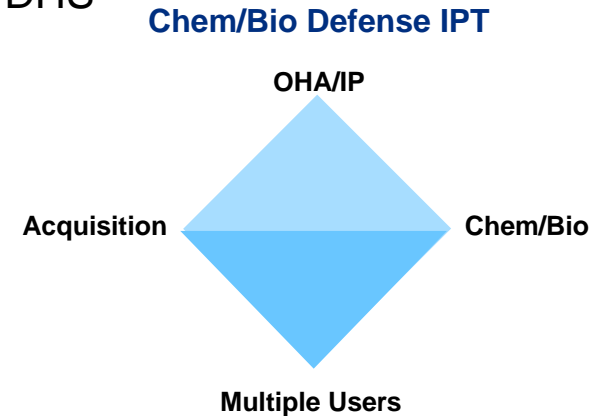 DHS
Chem/Bio Defense IPT
OHA/IP
Acquisition
Chem/Bio
Multiple Users